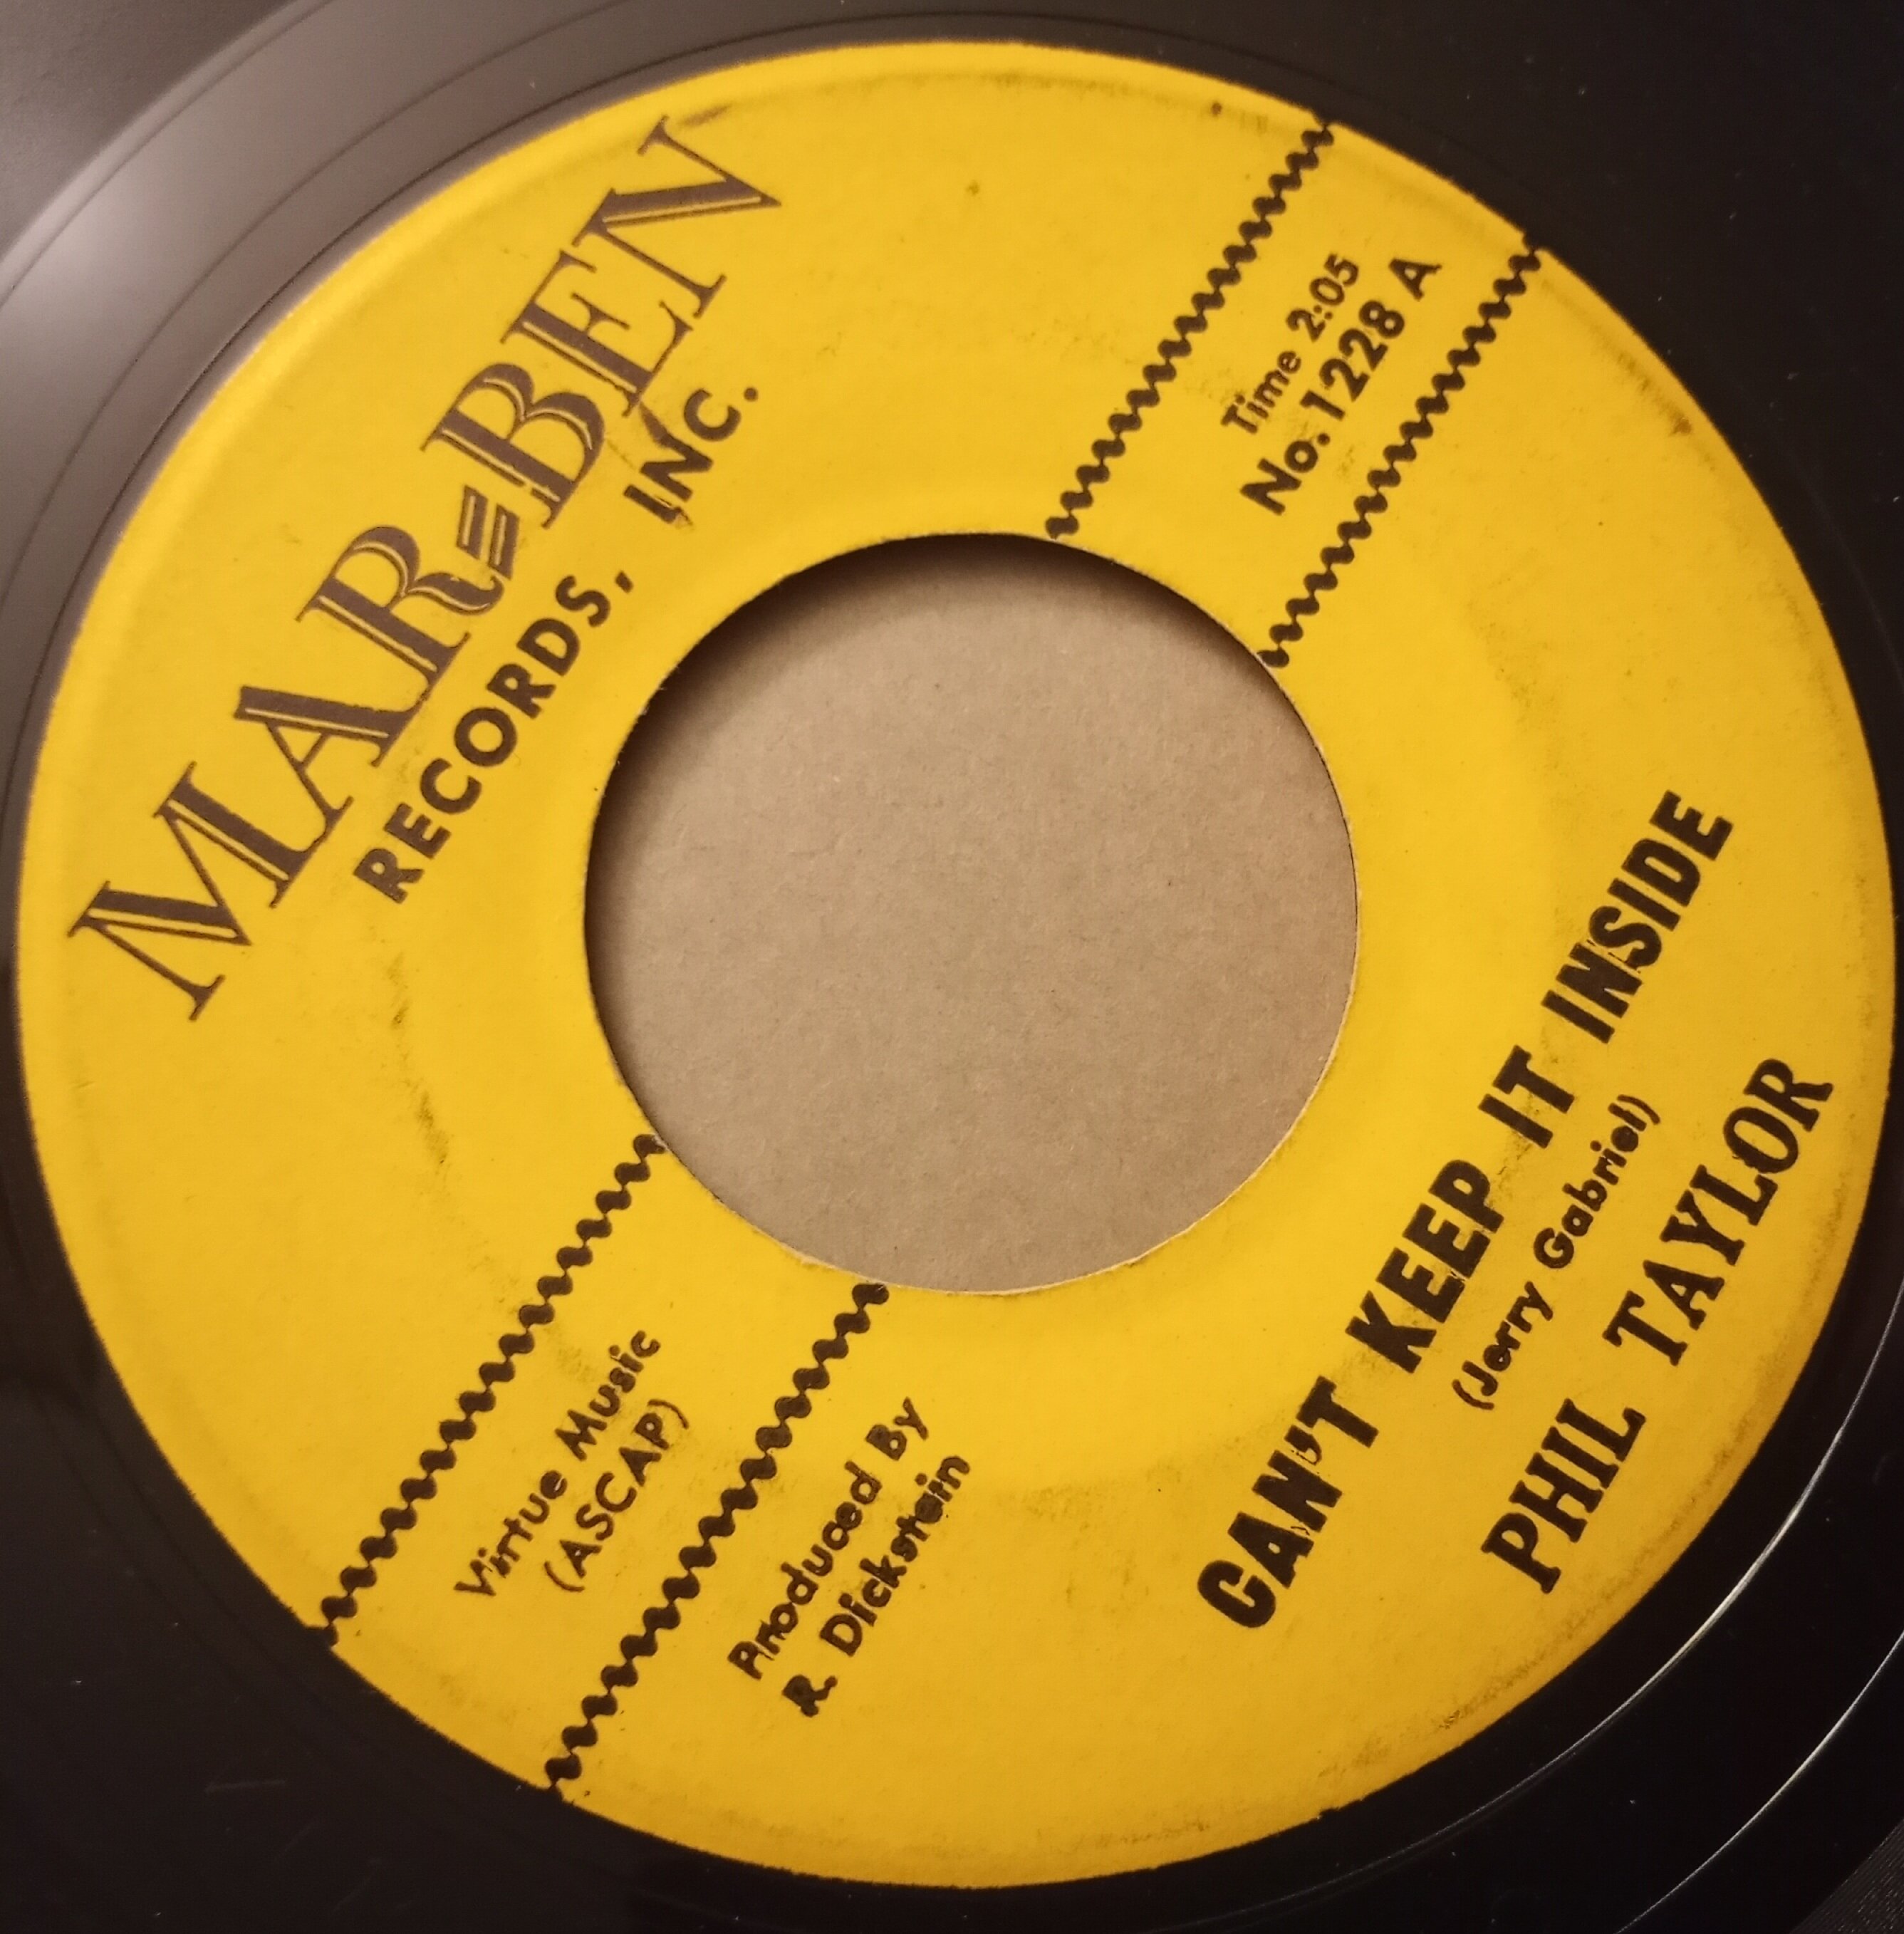 MAR=BEN
RECORDS, INC.
Time 2:05
No. 1228 A
Virtue Music
(ASCAP)
Produced By
R. Dickstein
CAN'T KEEP IT INSIDE
(Jerry Gabriel)
PHIL TAYLOR